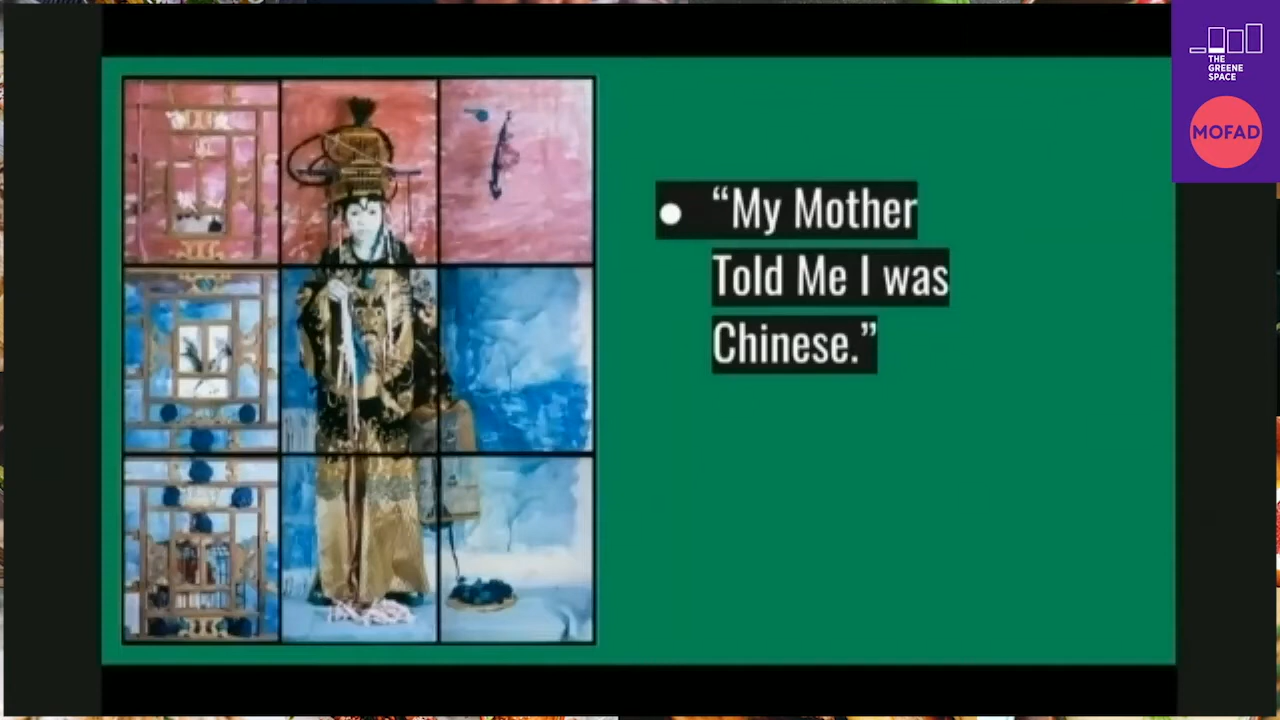 “My Mother
Told Me I was
Chinese.”
THE
GREENE
SPACE
MOFAD